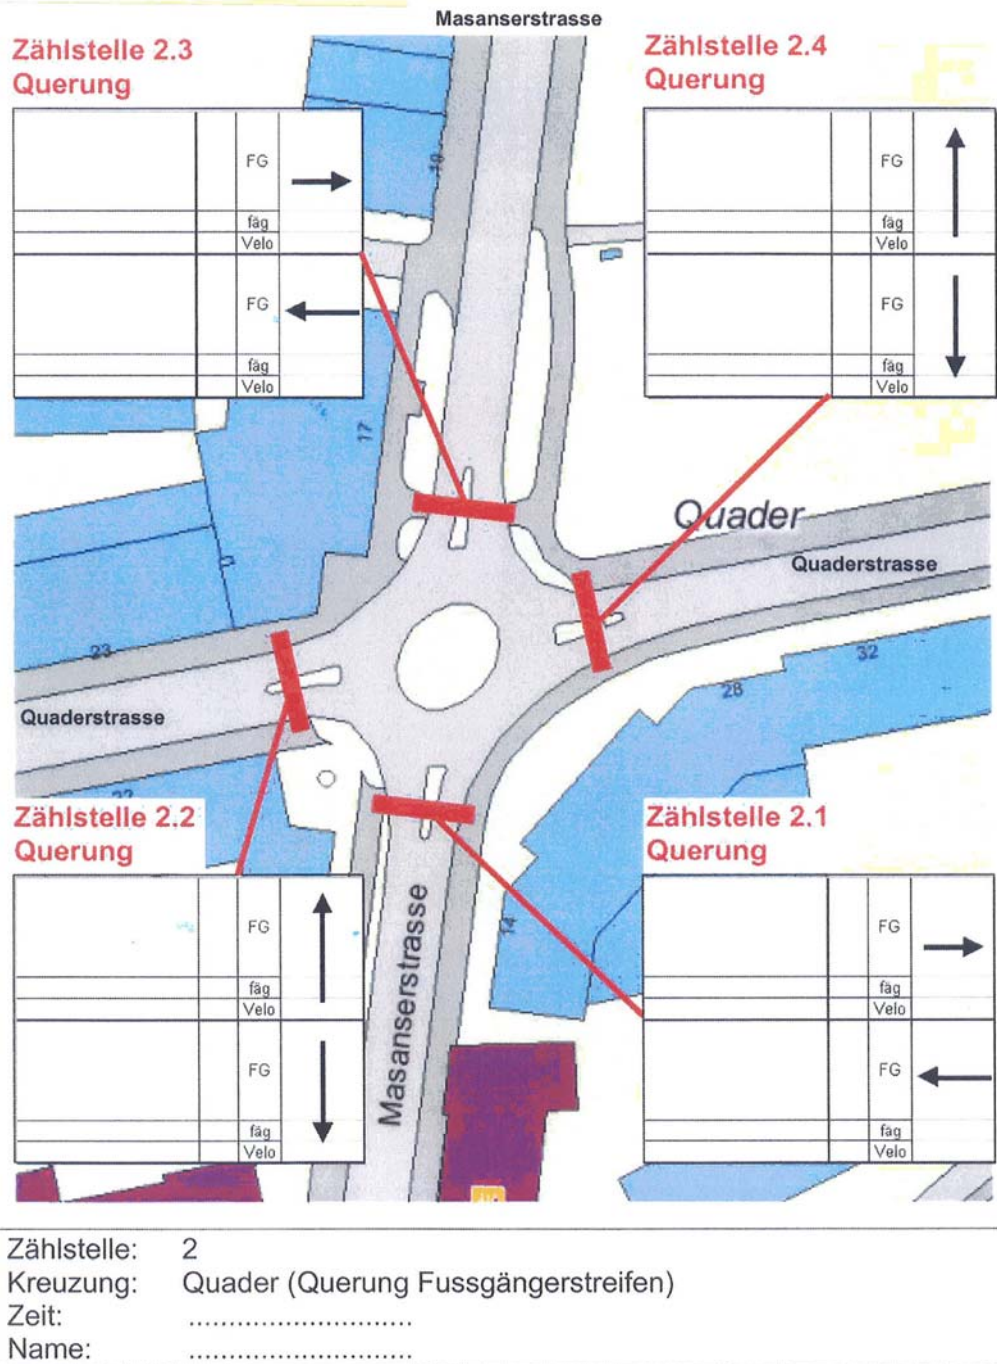 Masanserstrasse
Zählstelle 2.3
Querung
FG
fäg
Velo
FG
fäg
Velo
Zählstelle 2.4
Querung
FG
fäg
Velo
FG
fäg
Velo
19
17
Quader
Quaderstrasse
23
32
28
Quaderstrasse
Zählstelle 2.2
Querung
FG
fäg
Velo
FG
fäg
Velo
Zählstelle 2.1
Querung
FG
fäg
Velo
FG
fäg
Velo
14
Masanserstrasse
Zählstelle: 2
Kreuzung: Quader (Querung Fussgängerstreifen)
Zeit: ............................
Name: ............................